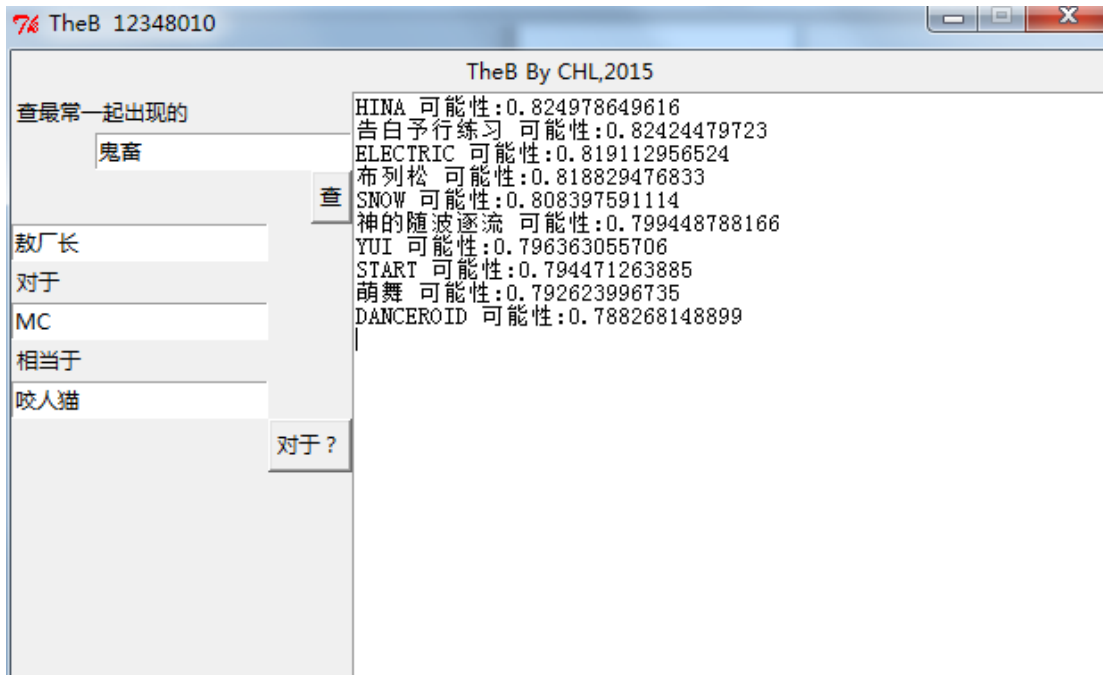 TheB 12348010
TheB By CHL,2015
查最常一起出现的
鬼畜
查
敖厂长
对于
MC
相当于
咬人猫
对于？
HINA 可能性:0.824978649616
告白予行练习 可能性:0.82424479723
ELECTRIC 可能性:0.819112956524
布列松 可能性:0.818829476833
SNOW 可能性:0.808397591114
神的随波逐流 可能性:0.799448788166
YUI 可能性:0.796363055706
START 可能性:0.794471263885
萌舞 可能性:0.792623996735
DANCEROID 可能性:0.788268148899